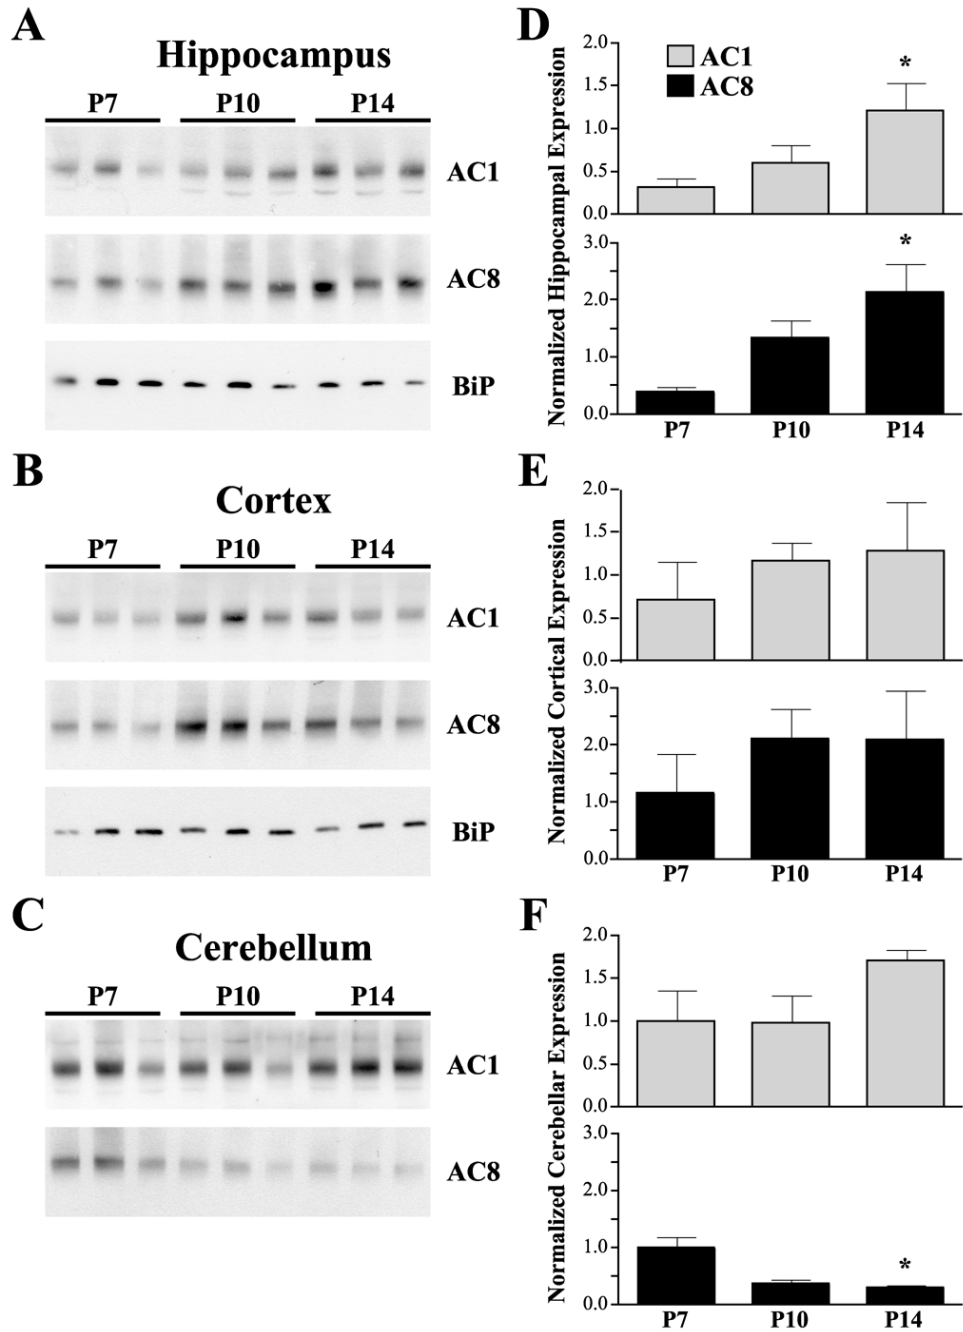 A
Hippocampus
P7 P10 P14
AC1
AC8
BiP
B
Cortex
P7 P10 P14
AC1
AC8
BiP
C
Cerebellum
P7 P10 P14
AC1
AC8
D
Normalized Hippocampal Expression
AC1
AC8
2.0
1.5
1.0
0.5
0.0
*
3.0
2.0
1.0
0.0
*
P7 P10 P14
E
Normalized Cortical Expression
2.0
1.5
1.0
0.5
0.0
3.0
2.0
1.0
0.0
P7 P10 P14
F
Normalized Cerebellar Expression
2.0
1.5
1.0
0.5
0.0
3.0
2.0
1.0
0.0
*
P7 P10 P14